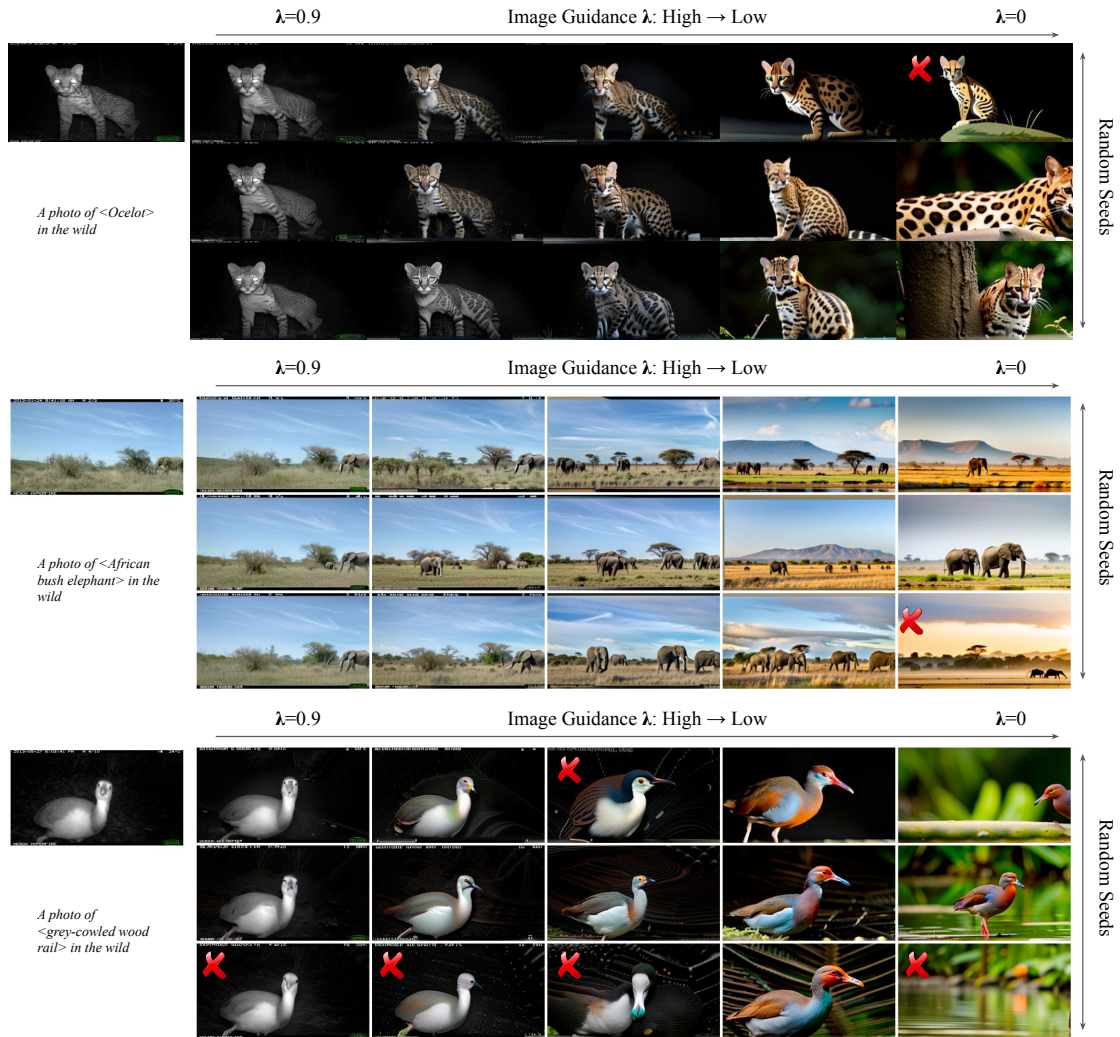 λ=0.9 Image Guidance λ: High → Low λ=0
Random Seeds
A photo of <Ocelot>
in the wild
λ=0.9 Image Guidance λ: High → Low λ=0
Random Seeds
A photo of <African
bush elephant> in the
wild
λ=0.9 Image Guidance λ: High → Low λ=0
Random Seeds
A photo of
<grey-cowled wood
rail> in the wild